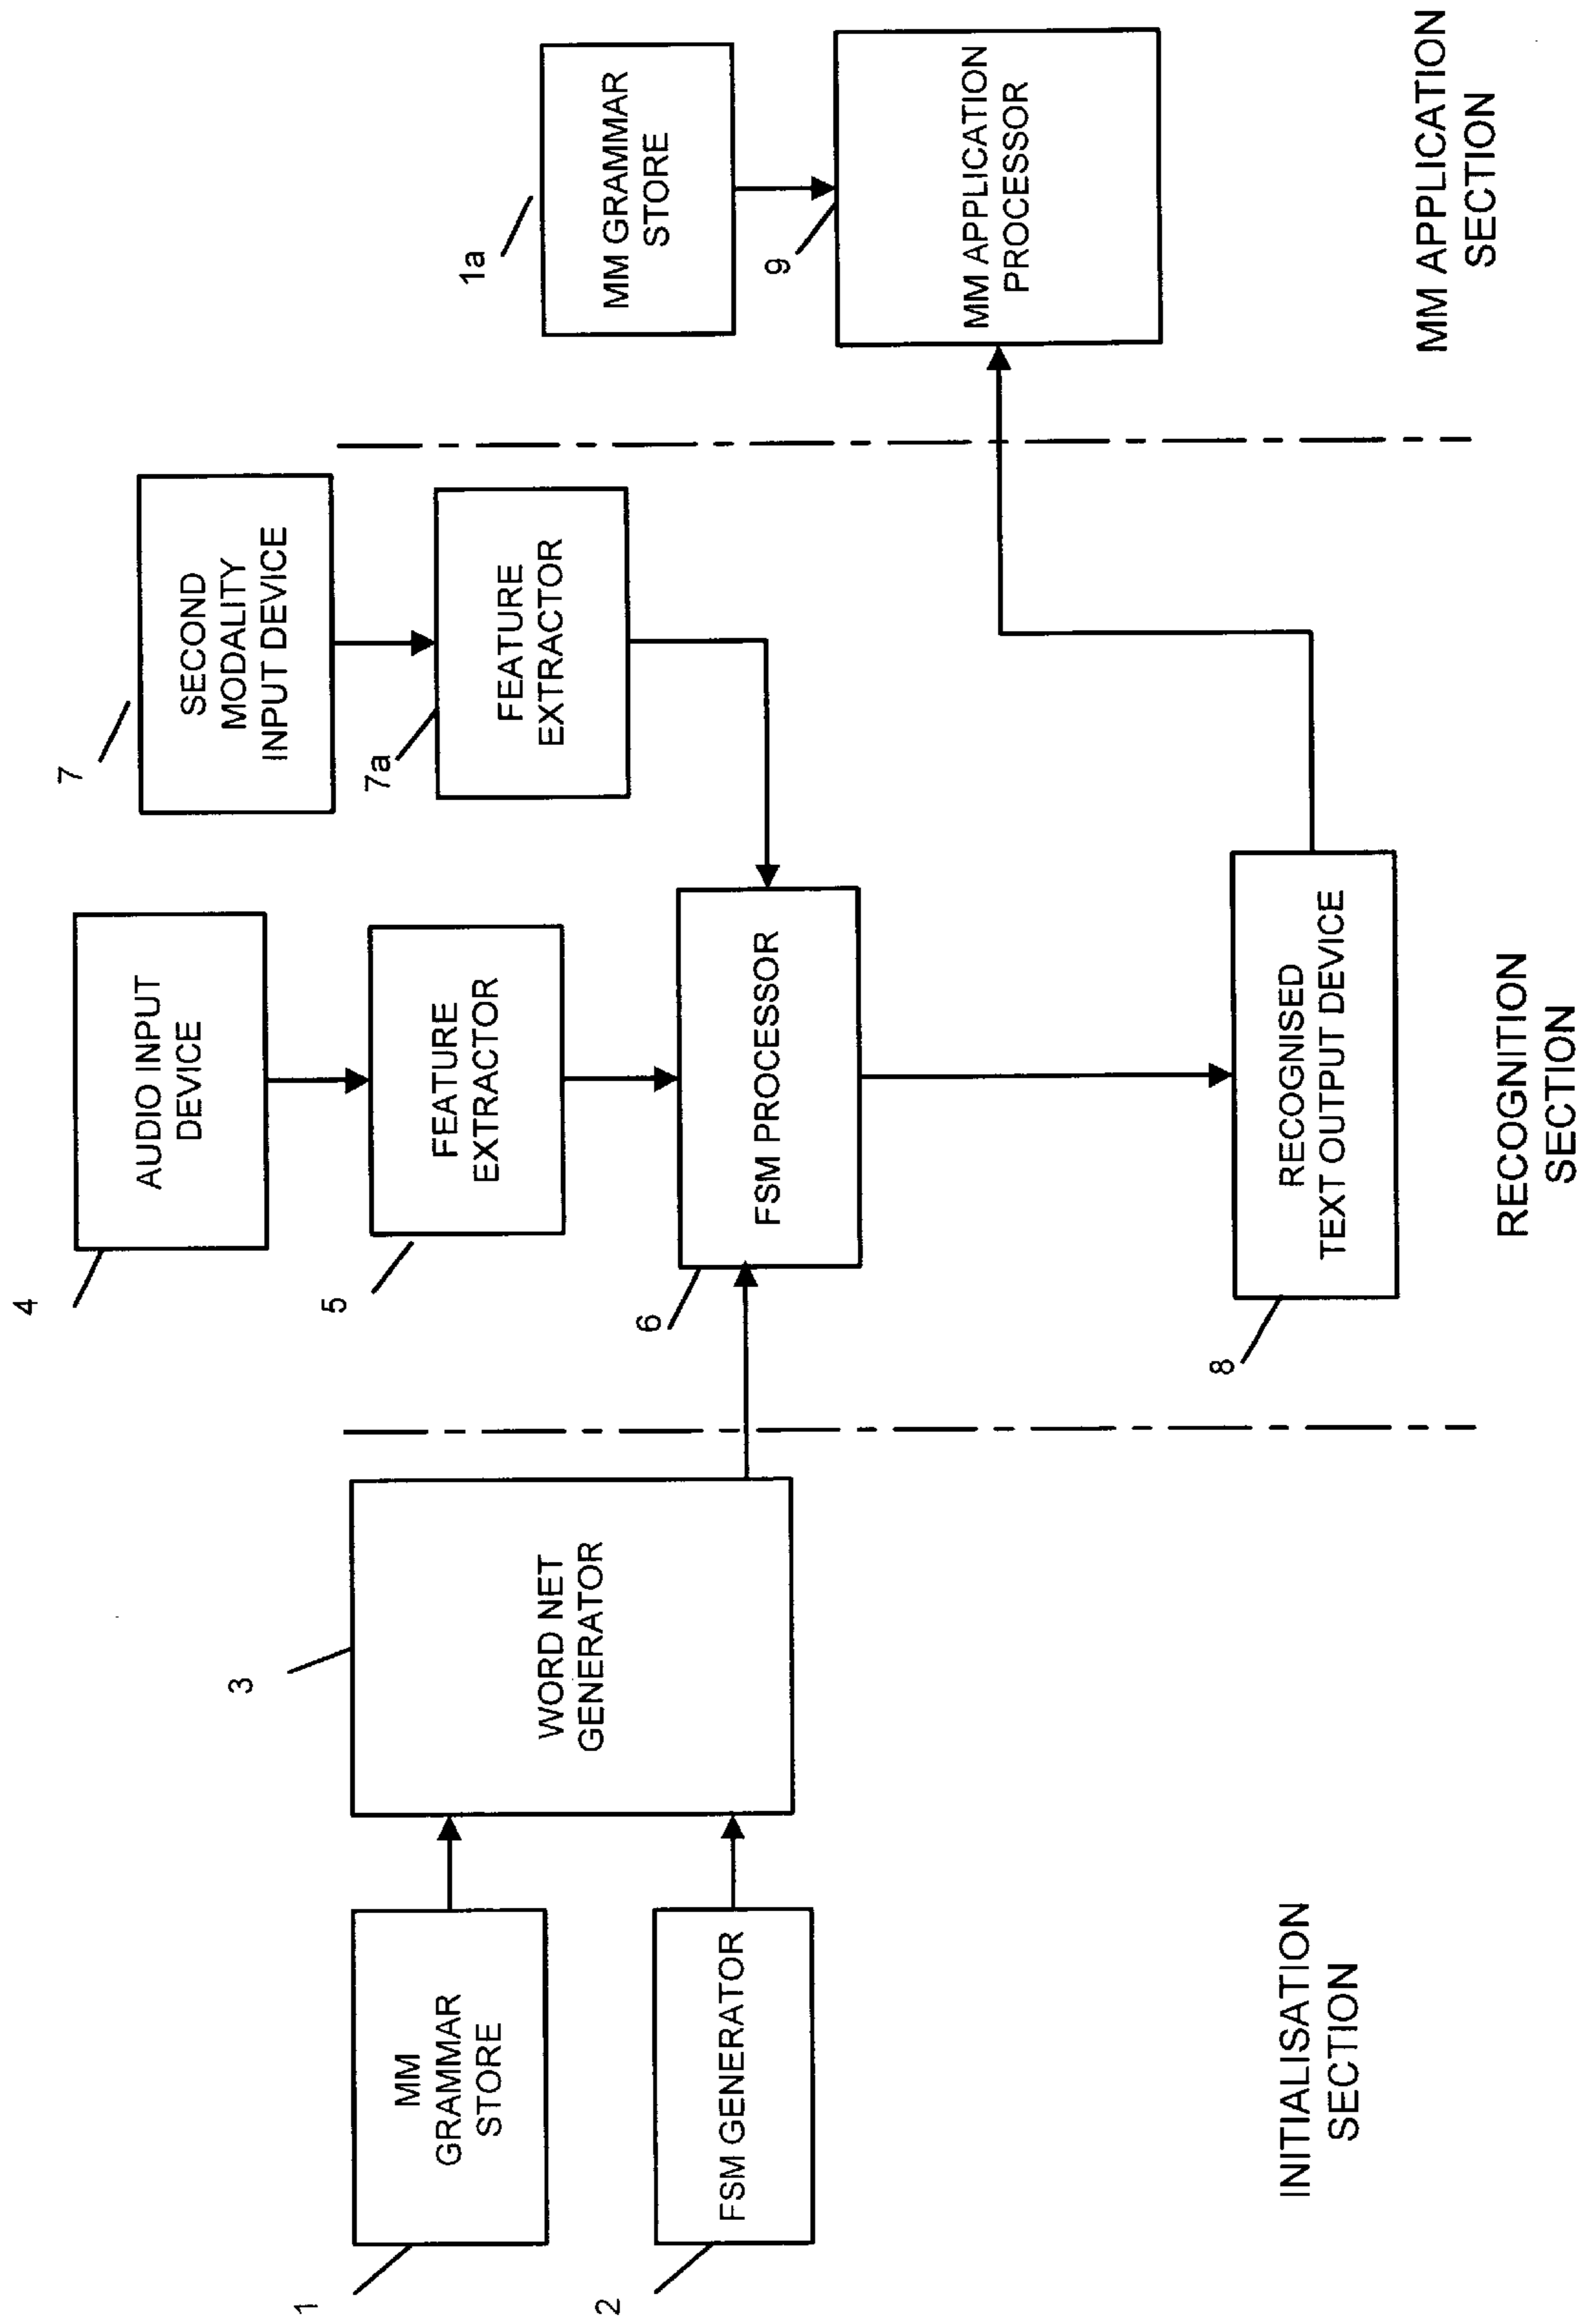 1
MM
GRAMMAR
STORE
2
FSM GENERATOR
3
WORD NET
GENERATOR
INITIALISATION
SECTION
4
AUDIO INPUT
DEVICE
5
FEATURE
EXTRACTOR
6
FSM PROCESSOR
7
SECOND
MODALITY
INPUT DEVICE
7a
FEATURE
EXTRACTOR
8
RECOGNISED
TEXT OUTPUT DEVICE
RECOGNITION
SECTION
1a
MM GRAMMAR
STORE
9
MM APPLICATION
PROCESSOR
MM APPLICATION
SECTION